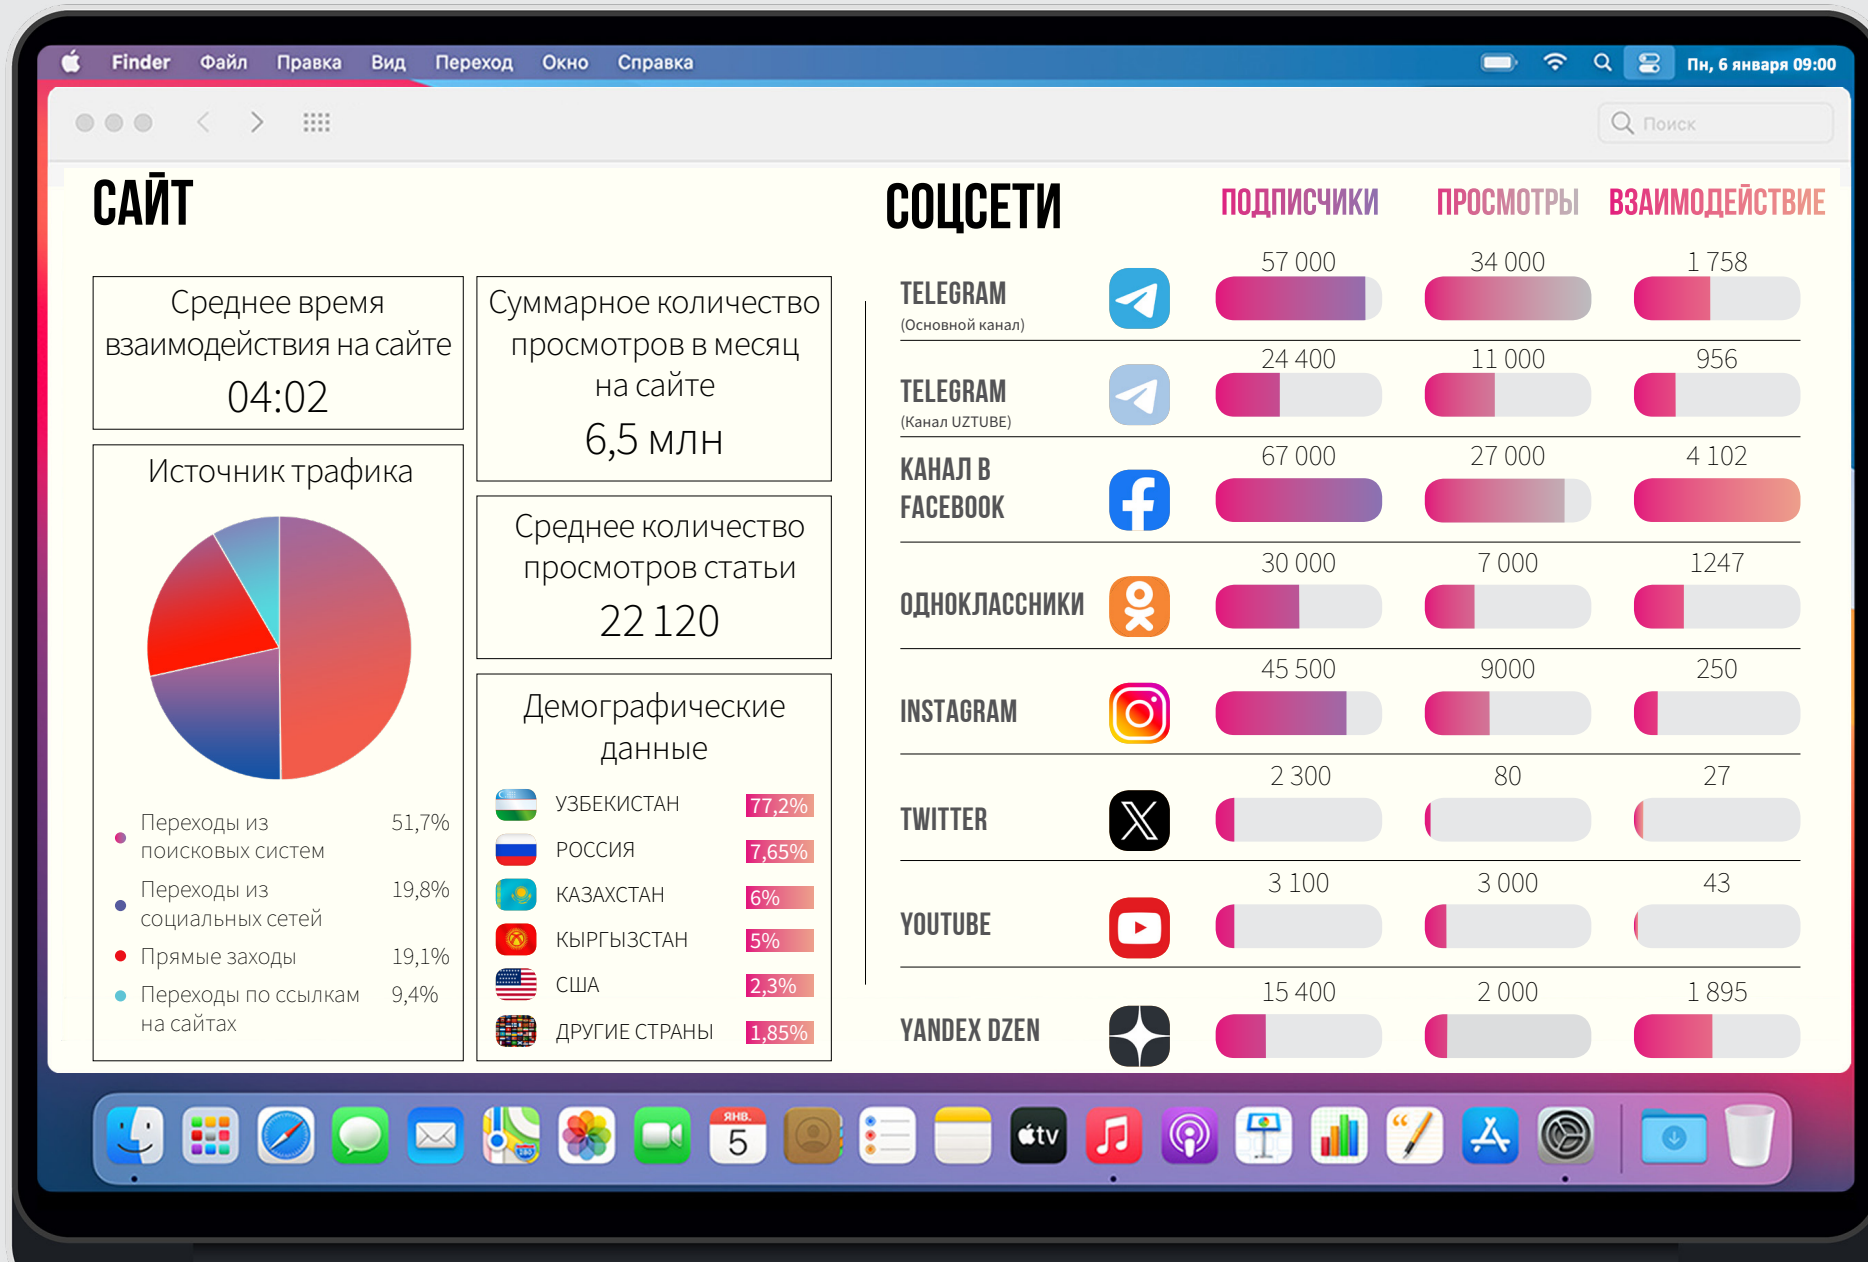 Finder Файл Правка Вид Переход Окно Справка
Пн, 6 января 09:00
Поиск
САЙТ
Среднее время
взаимодействия на сайте
04:02
Суммарное количество
просмотров в месяц
на сайте
6,5 млн
Источник трафика
Переходы из 51,7%
поисковых систем
Переходы из 19,8%
социальных сетей
Прямые заходы 19,1%
Переходы по ссылкам 9,4%
на сайтах
Среднее количество
просмотров статьи
22 120
Демографические
данные
УЗБЕКИСТАН 77,2%
РОССИЯ 7,65%
КАЗАХСТАН 6%
КЫРГЫЗСТАН 5%
США 2,3%
ДРУГИЕ СТРАНЫ 1,85%
СОЦСЕТИ ПОДПИСЧИКИ ПРОСМОТРЫ ВЗАИМОДЕЙСТВИЕ
57 000 34 000 1 758
TELEGRAM
(Основной канал)
24 400 11 000 956
TELEGRAM
(Канал UZTUBE)
67 000 27 000 4 102
КАНАЛ В
FACEBOOK
30 000 7 000 1247
ОДНОКЛАССНИКИ
45 500 9000 250
INSTAGRAM
2 300 80 27
TWITTER
3 100 3 000 43
YOUTUBE
15 400 2 000 1 895
YANDEX DZEN
ЯНВ.
5
tv